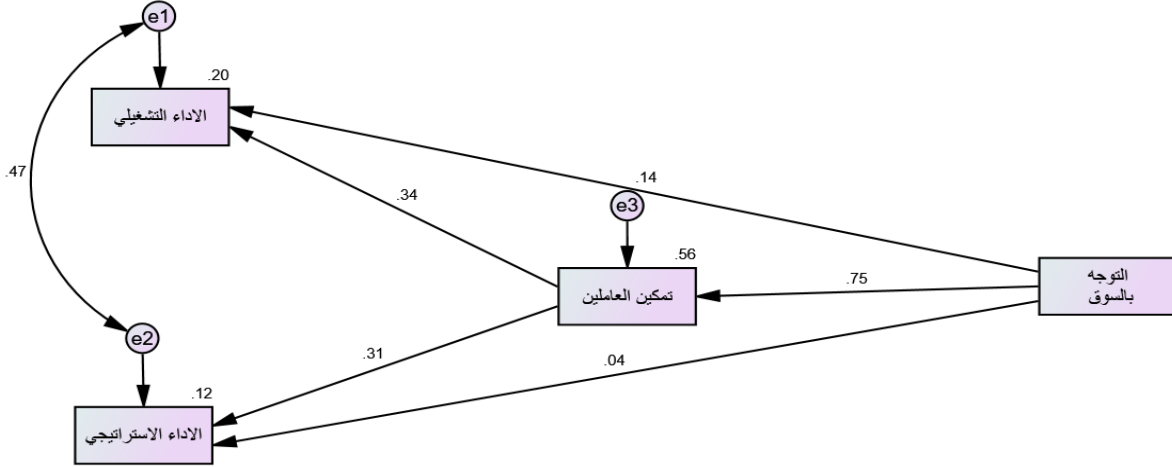 e1
.20
الاداء التشغيلي
.47
.14
.34
e3
.56
تمكين العاملين
.75
التوجه
بالسوق
e2
.31
.04
.12
الاداء الاستراتيجي